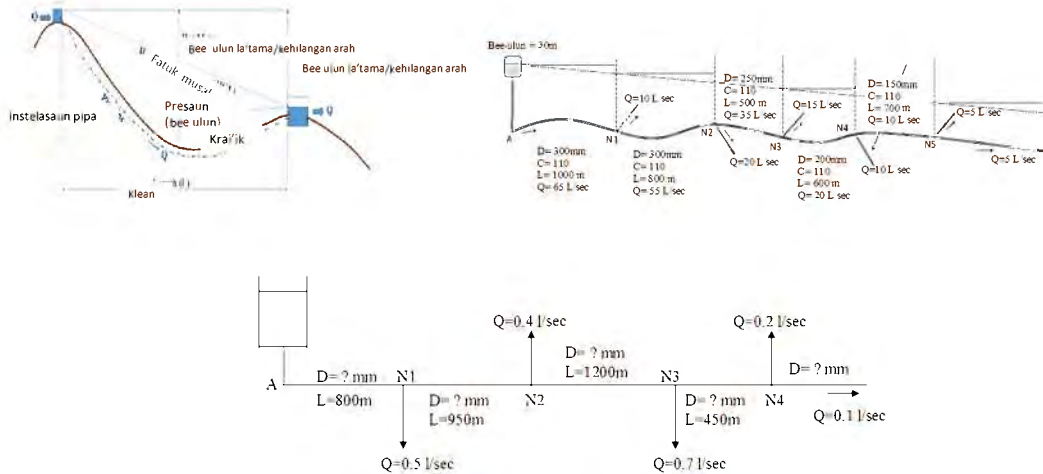 Q
Bee ulun la'tama/kehilangan arah
Fatuk musan
Bee ulun la'tama/kehilangan arah
Q
Instelasaun pipa
Presaun
(bee ulun)
Krafik
Q
Klean
Bee-ulun = 30m
A
N1
N2
N3
N4
N5
Q=10 L sec
D= 250mm
C= 110
L=500 m
Q= 35 L/sec
Q=15 L/sec
D=150mm
C= 110
L=700 m
Q=10 L/sec
Q=5 L/sec
D= 300mm
C= 110
L=1000 m
Q= 65 L/sec
D= 300mm
C= 110
L=800 m
Q= 55 L/sec
Q=20 L/sec
D= 200mm
C= 110
L=600 m
Q= 20 L sec
Q=10 L/sec
Q=5 L sec
Q=0.4 l/sec
Q=0.2 l/sec
A
D= ? mm
L=800m
N1
D= ? mm
L=950m
N2
D= ? mm
L=1200m
N3
D= ? mm
L=450m
N4
D= ? mm
Q=0.1 l/sec
Q=0.5 l/sec
Q=0.7 l/sec